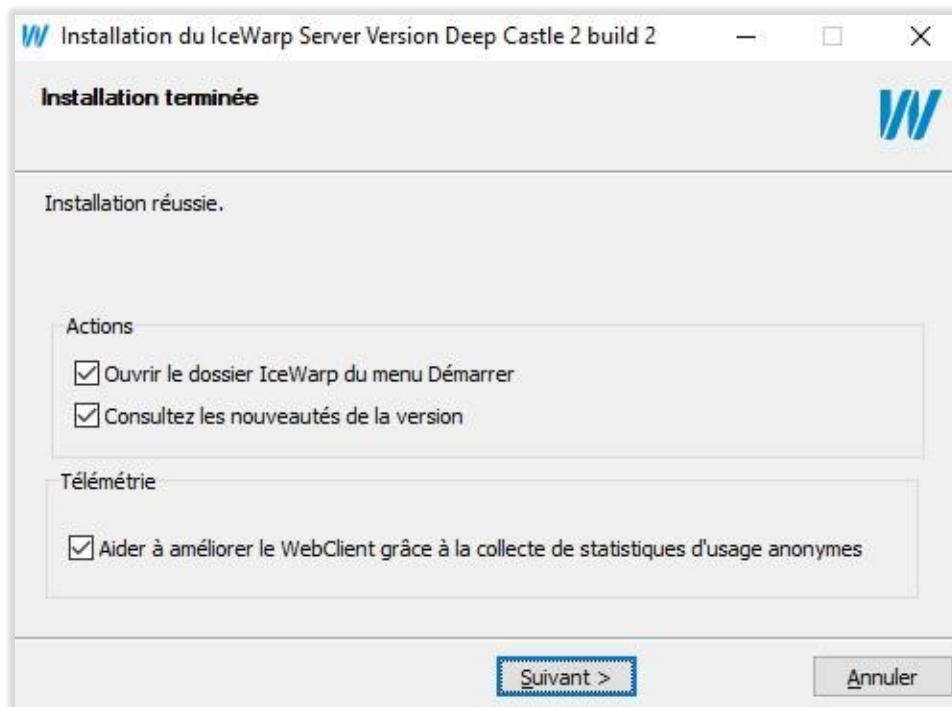 Installation du IceWarp Server Version Deep Castle 2 build 2
Installation terminée
Installation réussie.
Actions
Ouvrir le dossier IceWarp du menu Démarrer
Consultez les nouveautés de la version
Télémétrie
Aider à améliorer le WebClient grâce à la collecte de statistiques d'usage anonymes
Suivant >
Annuler